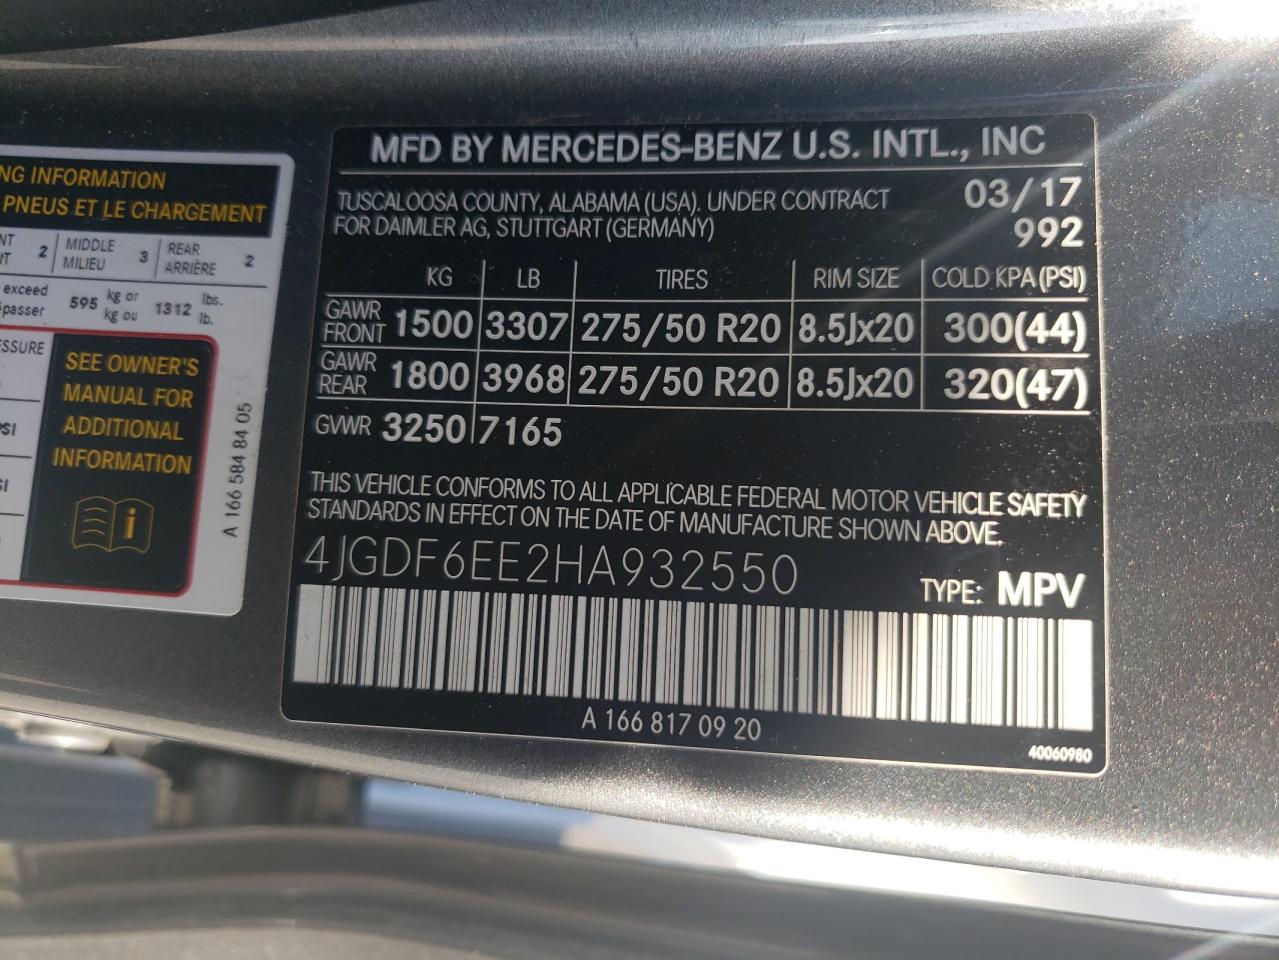 NG INFORMATION
PNEUS ET LE CHARGEMENT
2 MIDDLE MILIEU 3 REAR ARRIÈRE 2
exceed 595 kg or kg ou 1312 lbs. lb.
SEE OWNER'S
MANUAL FOR
ADDITIONAL
INFORMATION
A 166 584 84 05
MFD BY MERCEDES-BENZ U.S. INTL., INC
TUSCALOOSA COUNTY, ALABAMA (USA). UNDER CONTRACT 03/17
FOR DAIMLER AG, STUTTGART (GERMANY) 992
KG LB TIRES RIM SIZE COLD KPA (PSI)
GAWR FRONT 1500 3307 275/50 R20 8.5Jx20 300(44)
GAWR REAR 1800 3968 275/50 R20 8.5Jx20 320(47)
GVWR 3250 7165
THIS VEHICLE CONFORMS TO ALL APPLICABLE FEDERAL MOTOR VEHICLE SAFETY
STANDARDS IN EFFECT ON THE DATE OF MANUFACTURE SHOWN ABOVE.
4JGDF6EE2HA932550 TYPE: MPV
A 166 817 09 20
40060980